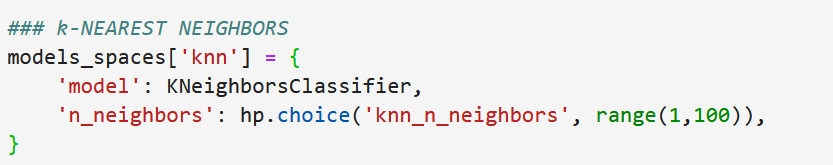 ### k-NEAREST NEIGHBORS
models_spaces['knn'] = {
    'model': KNeighborsClassifier,
    'n_neighbors': hp.choice('knn_n_neighbors', range(1,100)),
}